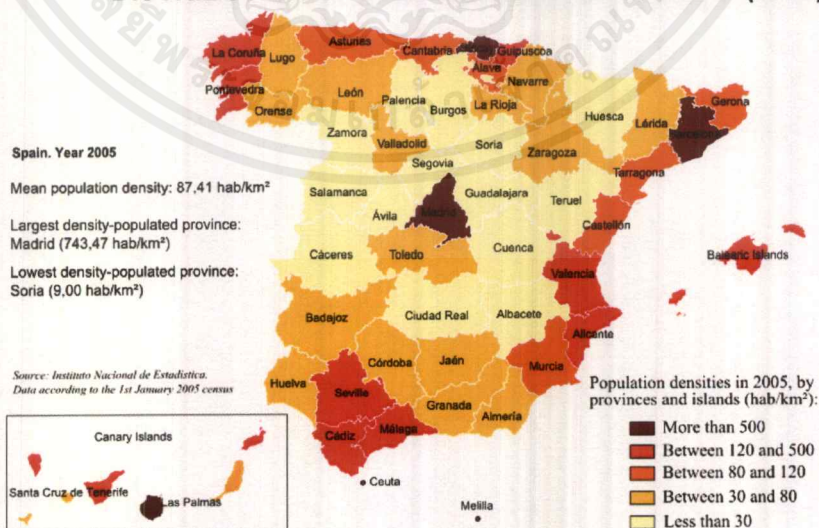 Spain. Year 2005
Mean population density: 87,41 hab/km²
Largest density-populated province:
Madrid (743,47 hab/km²)
Lowest density-populated province:
Soria (9,00 hab/km²)
Source: Instituto Nacional de Estadística.
Data according to the 1st January 2005 census
La Coruña
Lugo
Asturias
Cantabria
Guipuscoa
Álava
Navarre
Pontevedra
Orense
León
Palencia
Burgos
La Rioja
Huesca
Lérida
Gerona
Barcelona
Zamora
Valladolid
Soria
Zaragoza
Tarragona
Segovia
Salamanca
Ávila
Madrid
Guadalajara
Teruel
Castellón
Cáceres
Toledo
Cuenca
Valencia
Balearic Islands
Badajoz
Ciudad Real
Albacete
Alicante
Córdoba
Jaén
Murcia
Huelva
Seville
Granada
Almería
Cádiz
Málaga
Ceuta
Melilla
Canary Islands
Santa Cruz de Tenerife
Las Palmas
Population densities in 2005, by
provinces and islands (hab/km²):
More than 500
Between 120 and 500
Between 80 and 120
Between 30 and 80
Less than 30